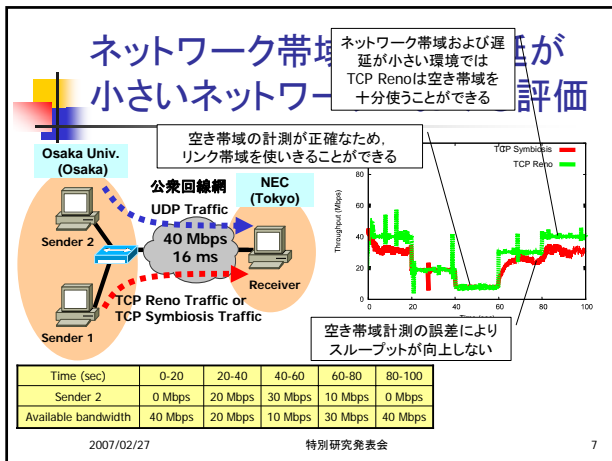 ネットワーク帯域
延が
小さいネットワー
評価
ネットワーク帯域および遅
延が小さい環境では
TCP Renoは空き帯域を
十分使うことができる
空き帯域の計測が正確なため,
リンク帯域を使いきることができる
Osaka Univ.
(Osaka)
公衆回線網
UDP Traffic
NEC
(Tokyo)
Sender 2
40 Mbps
16 ms
Receiver
TCP Reno Traffic or
TCP Symbiosis Traffic
Sender 1
TCP Symbiosis
TCP Reno
Throughput (Mbps)
80
60
40
20
0
0 20 40 60 80 100
空き帯域計測の誤差により
スループットが向上しない
Time (sec) 0-20 20-40 40-60 60-80 80-100
Sender 2 0 Mbps 20 Mbps 30 Mbps 10 Mbps 0 Mbps
Available bandwidth 40 Mbps 20 Mbps 10 Mbps 30 Mbps 40 Mbps
2007/02/27 特別研究発表会 7